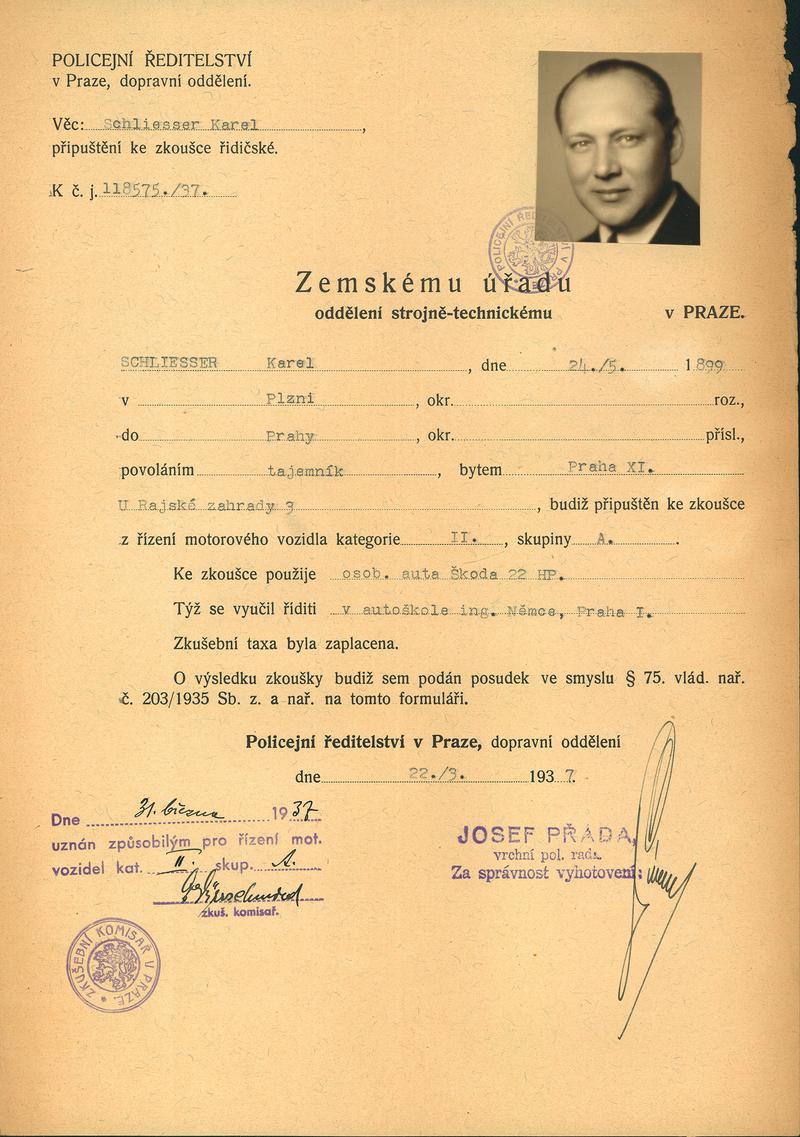 POLICEJNÍ ŘEDITELSTVÍ
v Praze, dopravní oddělení.
Věc: Schliesser Karel,
připuštění ke zkoušce řidičské.
K č. j. 118575./37.
POLICEJNÍ ŘED V PRAZE
Zemskému úřadu
oddělení strojně-technickému v PRAZE.
SCHLIESSER Karel, dne 24./5. 1899
v Plzni, okr. roz.,
do Prahy, okr. přísl.,
povoláním tajemník, bytem Praha XI.
U Rajské zahrady 3, budiž připuštěn ke zkoušce
z řízení motorového vozidla kategorie II., skupiny A.
Ke zkoušce použije osob. auta Škoda 22 HP.
Týž se vyučil říditi v autoškole ing. Němce, Praha I.
Zkušební taxa byla zaplacena.
O výsledku zkoušky budiž sem podán posudek ve smyslu § 75. vlád. nař.
č. 203/1935 Sb. z. a nař. na tomto formuláři.
Policejní ředitelství v Praze, dopravní oddělení
dne 22./3. 1937.
Dne 31. března 1937
uznán způsobilým pro řízení mot.
vozidel kat. II. skup. A.
zkuš. komisař.
ZKUŠEBNÍ KOMISAŘ V PRAZE
JOSEF PŘADA,
vrchní pol. rada.
Za správnost vyhotovení: